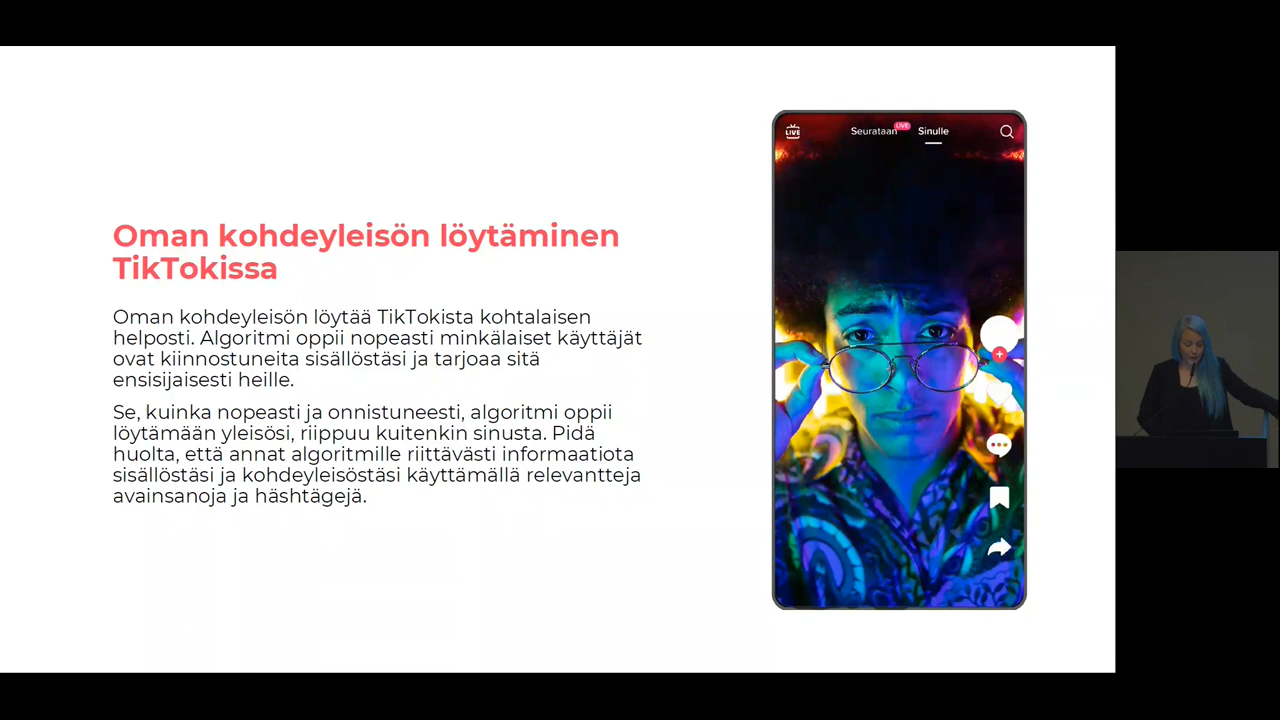 Oman kohdeyleisön löytäminen
TikTokissa
Oman kohdeyleisön löytää TikTokista kohtalaisen
helposti. Algoritmi oppii nopeasti minkälaiset käyttäjät
ovat kiinnostuneita sisällöstäsi ja tarjoaa sitä
ensisijaisesti heille.
Se, kuinka nopeasti ja onnistuneesti, algoritmi oppii
löytämään yleisösi, riippuu kuitenkin sinusta. Pidä
huolta, että annat algoritmille riittävästi informaatiota
sisällöstäsi ja kohdeyleisöstäsi käyttämällä relevantteja
avainsanoja ja häshtägejä.
LIVE
Seurataan LIVE Sinulle